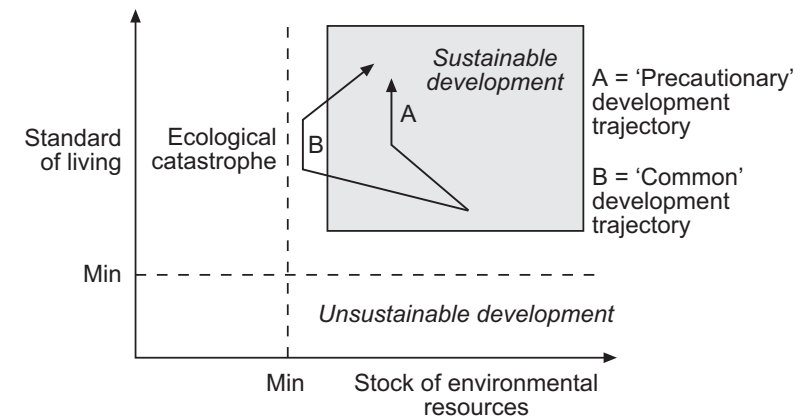 Sustainable
development
A = ‘Precautionary’
development
trajectory
A
Standard
of living
Ecological
catastrophe
B
B = ‘Common’
development
trajectory
Min
Unsustainable development
Min
Stock of environmental
resources